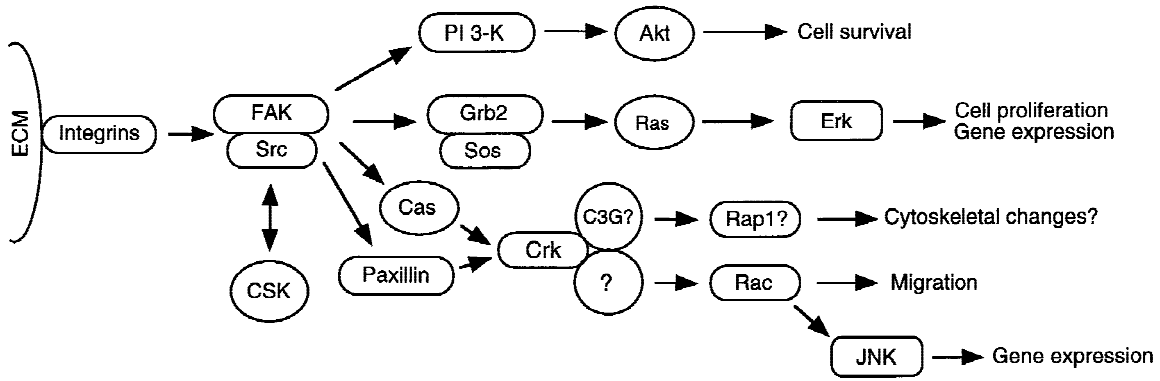 PI 3-K
Akt
Cell survival
ECM
Integrins
FAK
Src
Grb2
Sos
Ras
Erk
Cell proliferation
Gene expression
Cas
Paxillin
CSK
Crk
C3G?
?
Rap1?
Cytoskeletal changes?
Rac
Migration
JNK
Gene expression